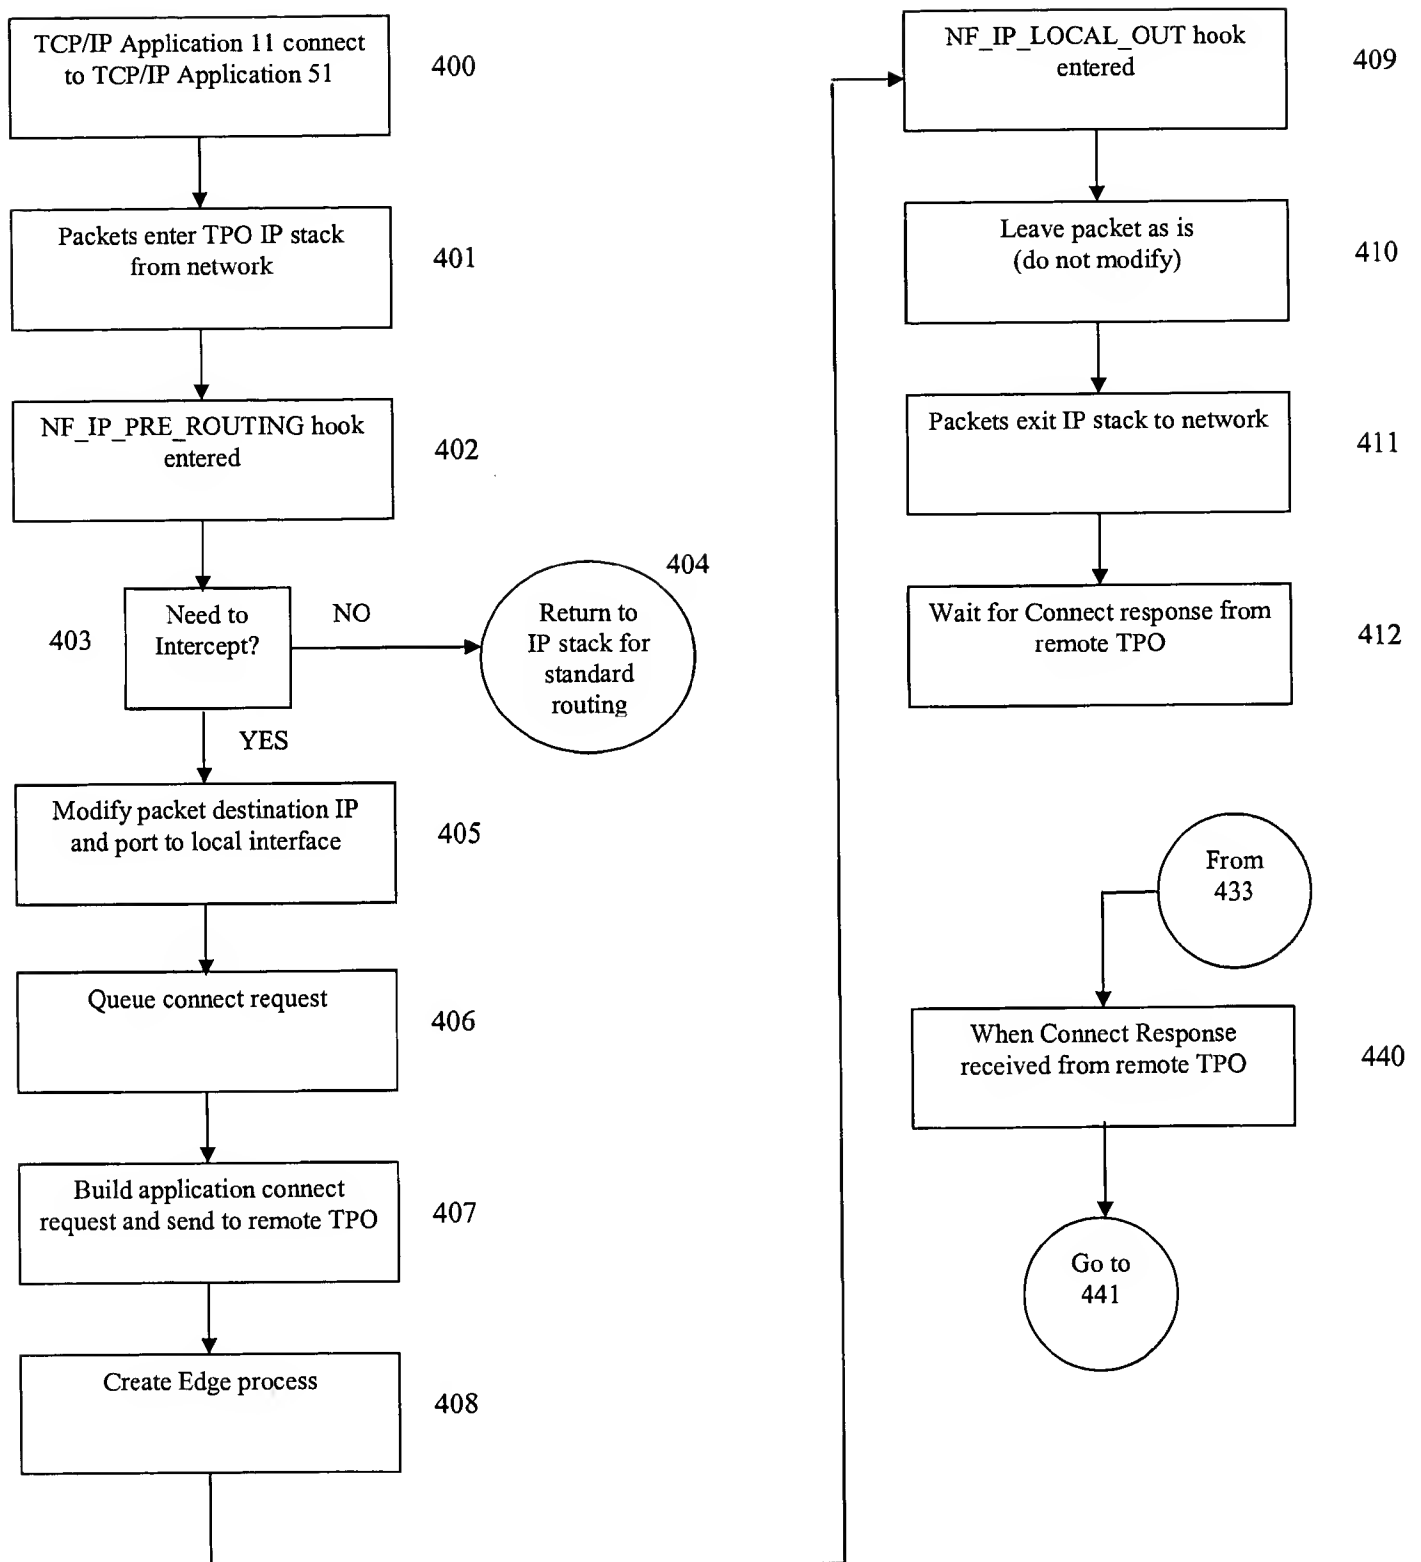 TCP/IP Application 11 connect
to TCP/IP Application 51
400
Packets enter TPO IP stack
from network
401
NF_IP_PRE_ROUTING hook
entered
402
Need to
Intercept?
403
NO
404
Return to
IP stack for
standard
routing
YES
Modify packet destination IP
and port to local interface
405
Queue connect request
406
Build application connect
request and send to remote TPO
407
Create Edge process
408
NF_IP_LOCAL_OUT hook
entered
409
Leave packet as is
(do not modify)
410
Packets exit IP stack to network
411
Wait for Connect response from
remote TPO
412
From
433
When Connect Response
received from remote TPO
440
Go to
441